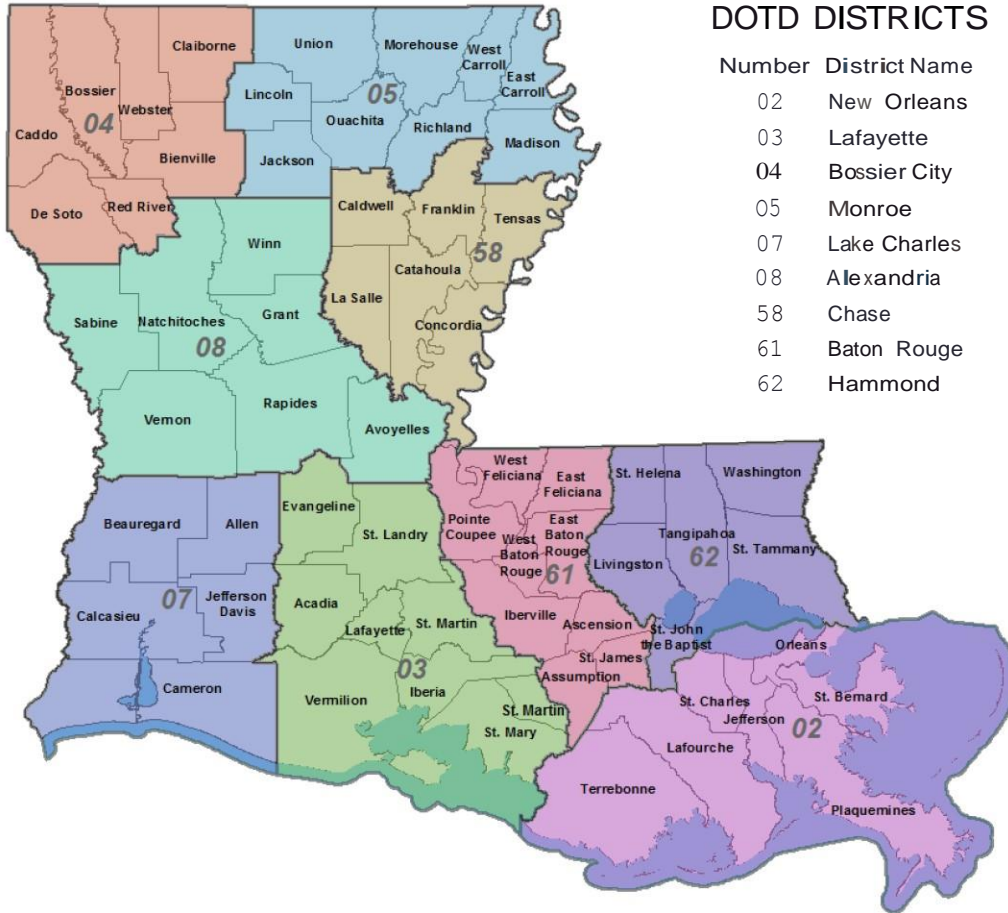 DOTD DISTRICTS
Number District Name
02 New Orleans
03 Lafayette
04 Bossier City
05 Monroe
07 Lake Charles
08 Alexandria
58 Chase
61 Baton Rouge
62 Hammond
Claiborne
Bossier
Webster
04
Caddo
Bienville
De Soto
Red River
Union
Morehouse
West
Carroll
East
Carroll
Lincoln
05
Ouachita
Richland
Madison
Jackson
Caldwell
Franklin
Tensas
58
Catahoula
La Salle
Concordia
Winn
Sabine
Natchitoches
Grant
08
Vernon
Rapides
Avoyelles
Beauregard
Allen
07
Calcasieu
Jefferson
Davis
Cameron
Evangeline
St. Landry
Acadia
Lafayette
St. Martin
03
Vermilion
Iberia
St. Martin
St. Mary
West
Feliciana
East
Feliciana
Pointe
Coupee
West
Baton
Rouge
East
Baton
Rouge
61
Iberville
Ascension
St. James
Assumption
St. Helena
Washington
Tangipahoa
62
St. Tammany
Livingston
St. John
the Baptist
Orleans
St. Bernard
St. Charles
Jefferson
02
Lafourche
Terrebonne
Plaquemines